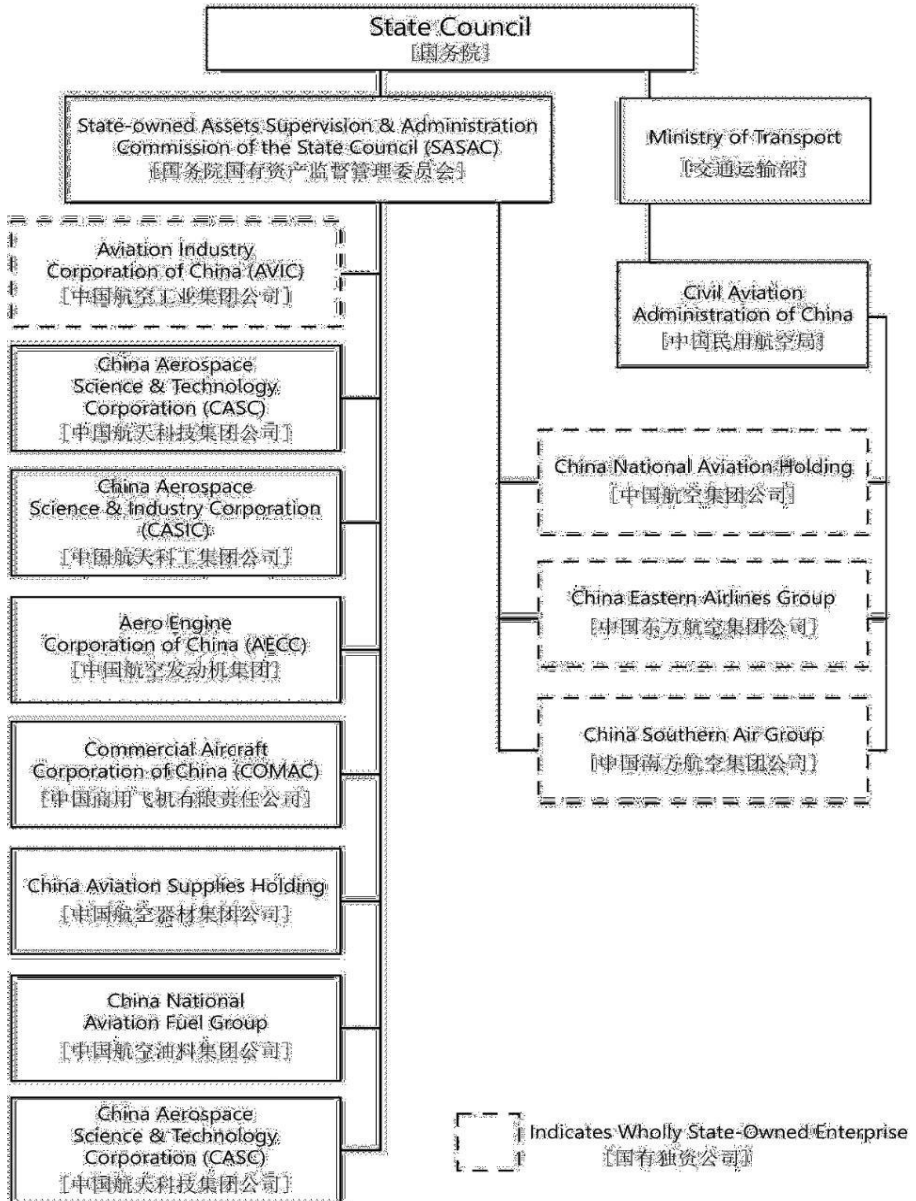 State Council
[国务院]
State-owned Assets Supervision & Administration
Commission of the State Council (SASAC)
[国务院国有资产监督管理委员会]
Ministry of Transport
[交通运输部]
Aviation Industry
Corporation of China (AVIC)
[中国航空工业集团公司]
China Aerospace
Science & Technology
Corporation (CASC)
[中国航天科技集团公司]
China Aerospace
Science & Industry Corporation
(CASIC)
[中国航天科工集团公司]
Aero Engine
Corporation of China (AECC)
[中国航空发动机集团]
Commercial Aircraft
Corporation of China (COMAC)
[中国商用飞机有限责任公司]
China Aviation Supplies Holding
[中国航空器材集团公司]
China National
Aviation Fuel Group
[中国航空油料集团公司]
China Aerospace
Science & Technology
Corporation (CASC)
[中国航天科技集团公司]
Civil Aviation
Administration of China
[中国民用航空局]
China National Aviation Holding
[中国航空集团公司]
China Eastern Airlines Group
[中国东方航空集团公司]
China Southern Air Group
[中国南方航空集团公司]
Indicates Wholly State-Owned Enterprise
[国有独资公司]